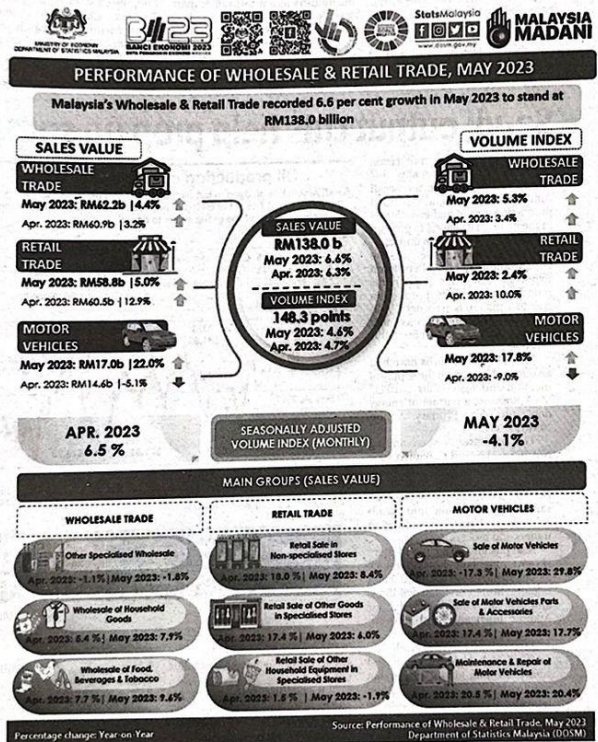 MINISTRY OF ECONOMY
DEPARTMENT OF STATISTICS MALAYSIA
BANCI EKONOMI 2023
StatsMalaysia
www.dosm.gov.my
MALAYSIA
MADANI
PERFORMANCE OF WHOLESALE & RETAIL TRADE, MAY 2023
Malaysia's Wholesale & Retail Trade recorded 6.6 per cent growth in May 2023 to stand at
RM138.0 billion
SALES VALUE
WHOLESALE
TRADE
May 2023: RM62.2b |4.4%
Apr. 2023: RM60.9b |3.2%
RETAIL
TRADE
May 2023: RM58.8b |5.0%
Apr. 2023: RM60.5b |12.9%
MOTOR
VEHICLES
May 2023: RM17.0b |22.0%
Apr. 2023: RM14.6b |-5.1%
SALES VALUE
RM138.0 b
May 2023: 6.6%
Apr. 2023: 6.3%
VOLUME INDEX
148.3 points
May 2023: 4.6%
Apr. 2023: 4.7%
VOLUME INDEX
WHOLESALE
TRADE
May 2023: 5.3%
Apr. 2023: 3.4%
RETAIL
TRADE
May 2023: 2.4%
Apr. 2023: 10.0%
MOTOR
VEHICLES
May 2023: 17.8%
Apr. 2023: -9.0%
APR. 2023
6.5 %
SEASONALLY ADJUSTED
VOLUME INDEX (MONTHLY)
MAY 2023
-4.1%
MAIN GROUPS (SALES VALUE)
WHOLESALE TRADE
Other Specialised Wholesale
Apr. 2023: -1.1%| May 2023: -1.8%
Wholesale of Household
Goods
Apr. 2023: 8.4 %| May 2023: 7.9%
Wholesale of Food,
Beverages & Tobacco
Apr. 2023: 7.7 %| May 2023: 9.6%
RETAIL TRADE
Retail Sale in
Non-specialised Stores
Apr. 2023: 18.0 %| May 2023: 8.4%
Retail Sale of Other Goods
in Specialised Stores
Apr. 2023: 17.4 %| May 2023: 6.0%
Retail Sale of Other
Household Equipment in
Specialised Stores
Apr. 2023: 1.5 % | May 2023: -1.9%
MOTOR VEHICLES
Sale of Motor Vehicles
Apr. 2023: -17.3 %| May 2023: 29.8%
Sale of Motor Vehicles Parts
& Accessories
Apr. 2023: 17.4 %| May 2023: 17.7%
Maintenance & Repair of
Motor Vehicles
Apr. 2023: 20.5 %| May 2023: 20.4%
Percentage change: Year-on-Year
Source: Performance of Wholesale & Retail Trade, May 2023
Department of Statistics Malaysia (DOSM)